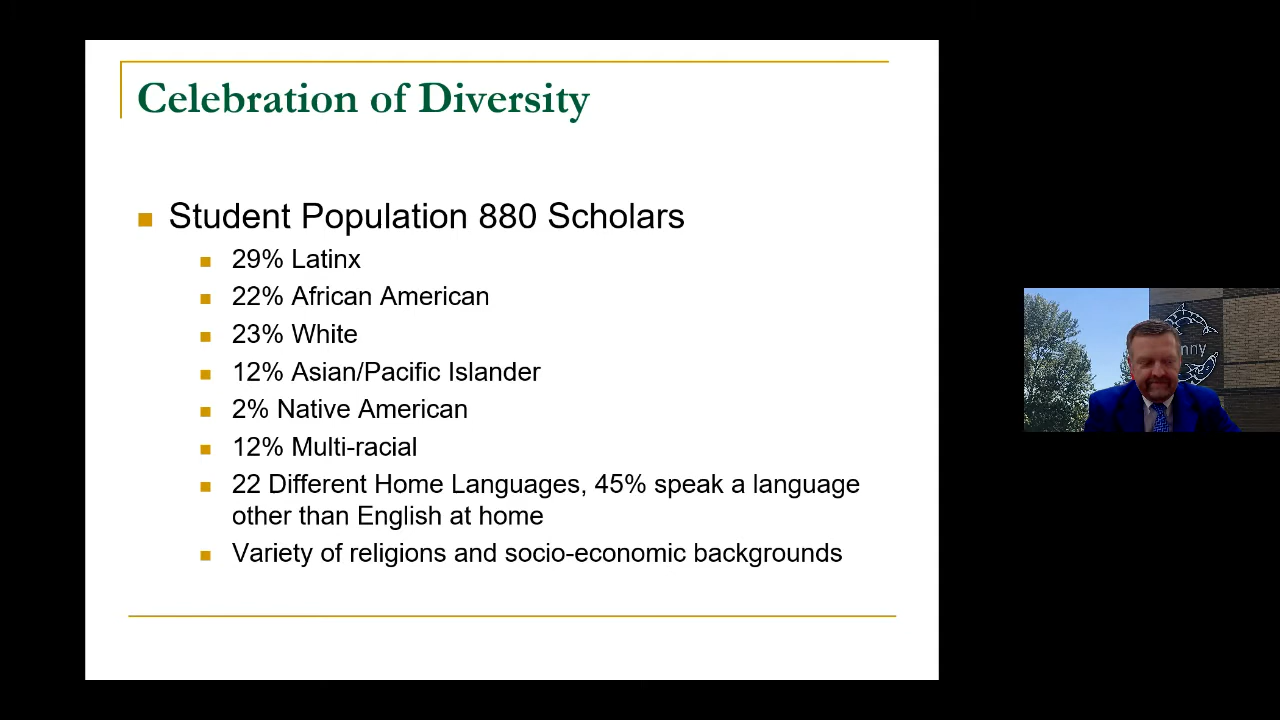 Celebration of Diversity
Student Population 880 Scholars
29% Latinx
22% African American
23% White
12% Asian/Pacific Islander
2% Native American
12% Multi-racial
22 Different Home Languages, 45% speak a language
other than English at home
Variety of religions and socio-economic backgrounds